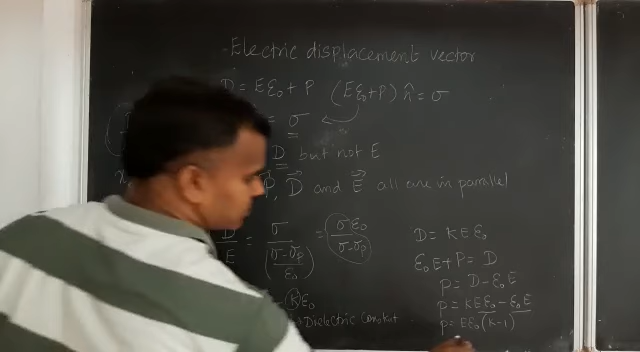 Electric displacement vector
D = Eε₀ + P (Eε₀+P) n̂ = σ
= σ
D but not E
P, D⃗ and E⃗ all are in parallel
D/E = σ/((σ-σp)/ε₀) = σε₀/(σ-σp)
(K)ε₀
Dielectric Constant
D = KEε₀
ε₀E+P = D
P = D-ε₀E
P = KEε₀-ε₀E
P = Eε₀(K-1)